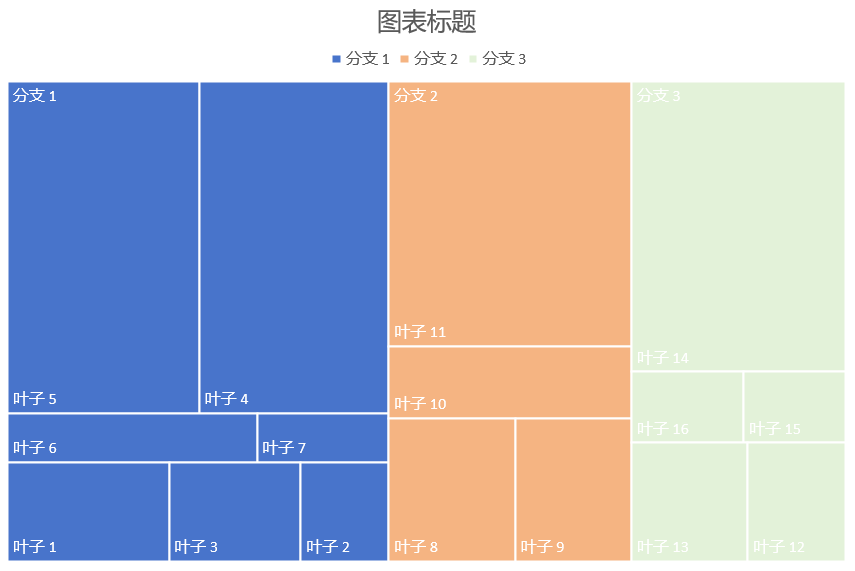 图表标题
分支 1 分支 2 分支 3
分支 1
叶子 5
叶子 4
叶子 6
叶子 7
叶子 1
叶子 3
叶子 2
分支 2
叶子 11
叶子 10
叶子 8
叶子 9
分支 3
叶子 14
叶子 16
叶子 15
叶子 13
叶子 12